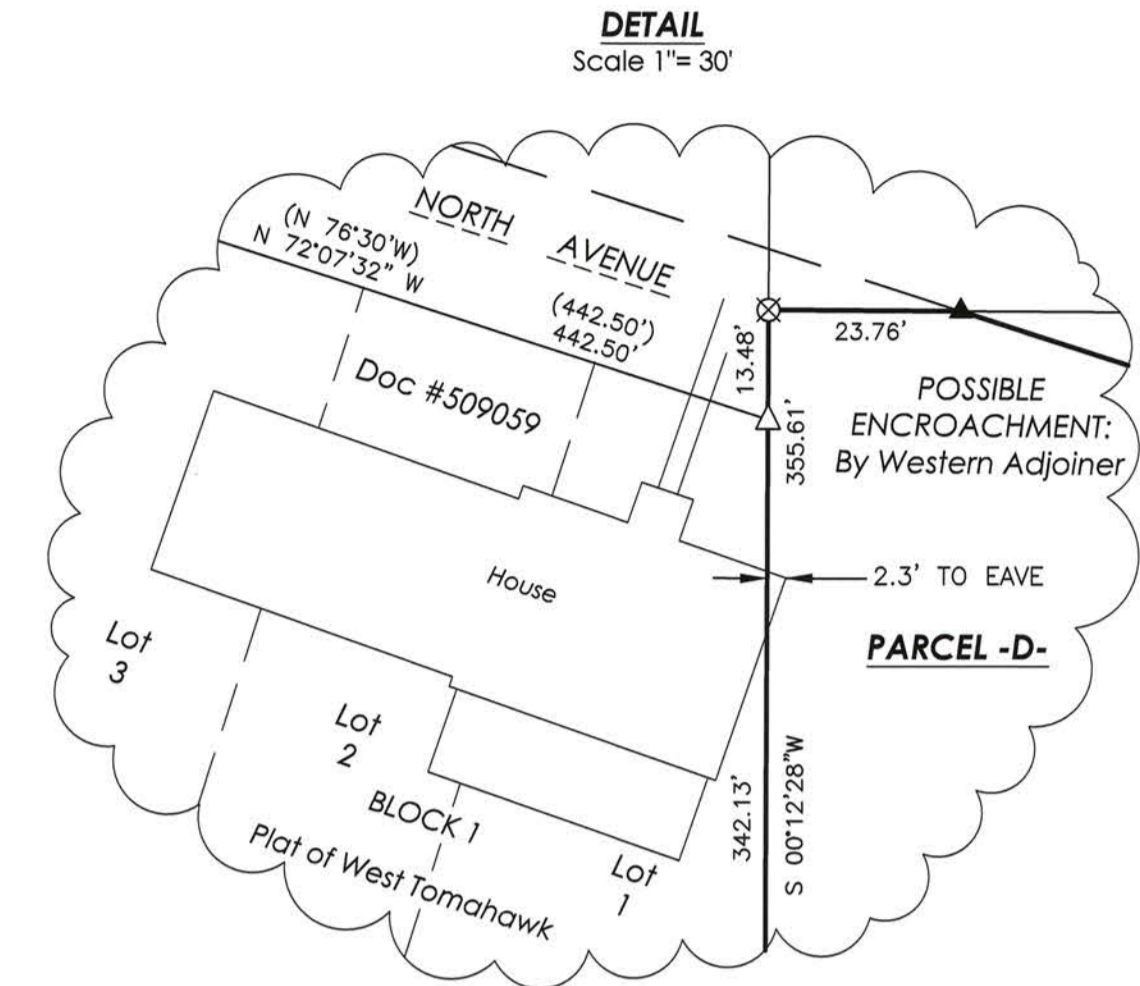 DETAIL
Scale 1"= 30'
NORTH AVENUE
(N 76°30'W)
N 72°07'32" W
(442.50')
442.50'
13.48'
23.76'
355.61'
POSSIBLE
ENCROACHMENT:
By Western Adjoiner
Doc #509059
House
2.3' TO EAVE
PARCEL -D-
Lot
3
Lot
2
BLOCK 1
Plat of West Tomahawk
Lot
1
342.13'
S 00°12'28"W